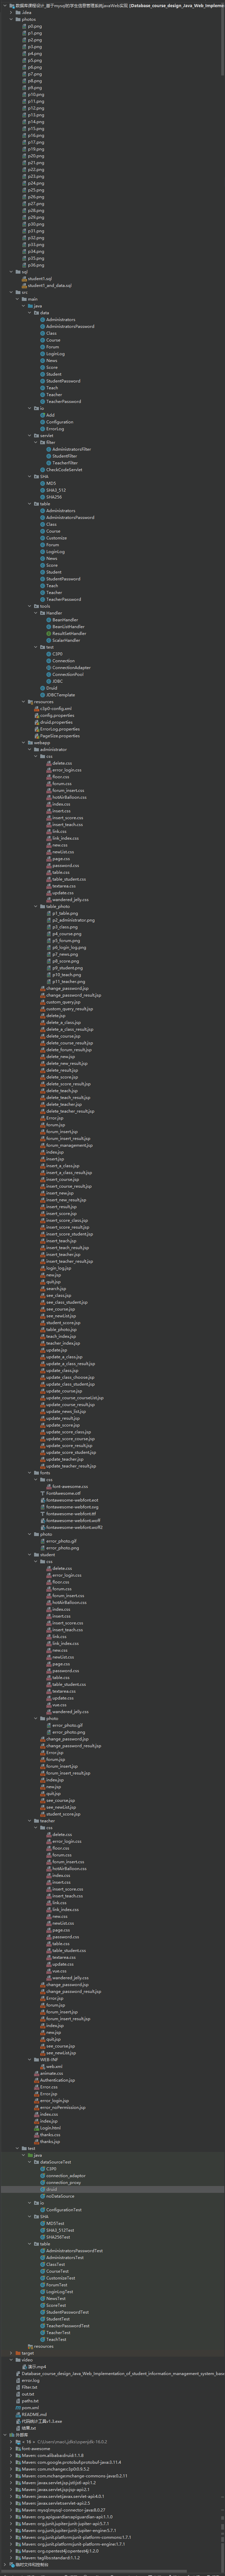 数据库课程设计_基于mysql的学生信息管理系统JavaWeb实现 (Database_course_design_Java_Web_Implemen
.idea
photos
p0.png
p1.png
p2.png
p3.png
p4.png
p5.png
p6.png
p7.png
p8.png
p9.png
p10.png
p11.png
p12.png
p13.png
p14.png
p15.png
p16.png
p17.png
p19.png
p20.png
p21.png
p22.png
p23.png
p24.png
p25.png
p26.png
p27.png
p28.png
p29.png
p30.png
p31.png
p32.png
p33.png
p34.png
p35.png
p36.png
sql
student1.sql
student1_and_data.sql
src
main
java
data
Administrators
AdministratorsPassword
Class
Course
Forum
LoginLog
News
Score
Student
StudentPassword
Teach
Teacher
TeacherPassword
io
Add
Configuration
ErrorLog
servlet
filter
AdministratorsFilter
StudentFilter
TeacherFilter
CheckCodeServlet
SHA
MD5
SHA3_512
SHA256
table
Administrators
AdministratorsPassword
Class
Course
Customize
Forum
LoginLog
News
Score
Student
StudentPassword
Teach
Teacher
TeacherPassword
tools
Handler
BeanHandler
BeanListHandler
ResultSetHandler
ScalarHandler
test
C3P0
Connection
ConnectionAdapter
ConnectionPool
JDBC
Druid
JDBCTemplate
resources
c3p0-config.xml
config.properties
druid.properties
ErrorLog.properties
PageSize.properties
webapp
administrator
css
delete.css
error_login.css
floor.css
forum.css
forum_insert.css
hotAirBalloon.css
index.css
insert.css
insert_score.css
insert_teach.css
link.css
link_index.css
new.css
newList.css
page.css
password.css
table.css
table_student.css
textarea.css
update.css
wandered_jelly.css
table_photo
p1_table.png
p2_administrator.png
p3_class.png
p4_course.png
p5_forum.png
p6_login_log.png
p7_news.png
p8_score.png
p9_student.png
p10_teach.png
p11_teacher.png
change_password.jsp
change_password_result.jsp
custom_query.jsp
custom_query_result.jsp
delete.jsp
delete_a_class.jsp
delete_a_class_result.jsp
delete_course.jsp
delete_course_result.jsp
delete_forum_result.jsp
delete_new.jsp
delete_new_result.jsp
delete_result.jsp
delete_score.jsp
delete_score_result.jsp
delete_teach.jsp
delete_teach_result.jsp
delete_teacher.jsp
delete_teacher_result.jsp
Error.jsp
forum.jsp
forum_insert.jsp
forum_insert_result.jsp
forum_management.jsp
index.jsp
insert.jsp
insert_a_class.jsp
insert_a_class_result.jsp
insert_course.jsp
insert_course_result.jsp
insert_new.jsp
insert_new_result.jsp
insert_result.jsp
insert_score.jsp
insert_score_class.jsp
insert_score_result.jsp
insert_score_student.jsp
insert_teach.jsp
insert_teach_result.jsp
insert_teacher.jsp
insert_teacher_result.jsp
login_log.jsp
new.jsp
quit.jsp
search.jsp
see_class.jsp
see_class_student.jsp
see_course.jsp
see_newList.jsp
student_score.jsp
table_photo.jsp
teach_index.jsp
teacher_index.jsp
update.jsp
update_a_class.jsp
update_a_class_result.jsp
update_class.jsp
update_class_choose.jsp
update_class_student.jsp
update_course.jsp
update_course_courseList.jsp
update_course_result.jsp
update_news_list.jsp
update_result.jsp
update_score.jsp
update_score_class.jsp
update_score_course.jsp
update_score_result.jsp
update_score_student.jsp
update_teacher.jsp
update_teacher_result.jsp
fonts
css
font-awesome.css
FontAwesome.otf
fontawesome-webfont.eot
fontawesome-webfont.svg
fontawesome-webfont.ttf
fontawesome-webfont.woff
fontawesome-webfont.woff2
photo
error_photo.gif
error_photo.png
student
css
delete.css
error_login.css
floor.css
forum.css
forum_insert.css
hotAirBalloon.css
index.css
insert.css
insert_score.css
insert_teach.css
link.css
link_index.css
new.css
newList.css
page.css
password.css
table.css
table_student.css
textarea.css
update.css
vue.css
wandered_jelly.css
photo
error_photo.gif
error_photo.png
change_password.jsp
change_password_result.jsp
Error.jsp
forum.jsp
forum_insert.jsp
forum_insert_result.jsp
index.jsp
new.jsp
quit.jsp
see_course.jsp
see_newList.jsp
student_score.jsp
teacher
css
delete.css
error_login.css
floor.css
forum.css
forum_insert.css
hotAirBalloon.css
index.css
insert.css
insert_score.css
insert_teach.css
link.css
link_index.css
new.css
newList.css
page.css
password.css
table.css
table_student.css
textarea.css
update.css
vue.css
wandered_jelly.css
change_password.jsp
change_password_result.jsp
Error.jsp
forum.jsp
forum_insert.jsp
forum_insert_result.jsp
index.jsp
new.jsp
quit.jsp
see_course.jsp
see_newList.jsp
WEB-INF
web.xml
animate.css
Authentication.jsp
Error.css
Error.jsp
error_login.jsp
error_noPermission.jsp
index.css
index.jsp
Login.html
thanks.css
thanks.jsp
test
java
dataSourceTest
C3P0
connection_adaptor
connection_proxy
druid
noDataSource
io
ConfigurationTest
SHA
MD5Test
SHA3_512Test
SHA256Test
table
AdministratorsPasswordTest
AdministratorsTest
ClassTest
CourseTest
CustomizeTest
ForumTest
LoginLogTest
NewsTest
ScoreTest
StudentPasswordTest
StudentTest
TeacherPasswordTest
TeacherTest
TeachTest
resources
target
video
演示.mp4
Database_course_design_Java_Web_Implementation_of_student_information_management_system_base
error.log
Filter.txt
out.txt
paths.txt
pom.xml
README.md
代码统计工具v1.3.exe
结果.txt
外部库
font-awesome
Maven: com.alibaba:druid:1.1.8
Maven: com.google.protobuf:protobuf-java:3.11.4
Maven: com.mchange:c3p0:0.9.5.2
Maven: com.mchange:mchange-commons-java:0.2.11
Maven: javax.servlet.jsp.jstl:jstl-api:1.2
Maven: javax.servlet.jsp:jsp-api:2.1
Maven: javax.servlet:javax.servlet-api:4.0.1
Maven: javax.servlet:servlet-api:2.5
Maven: mysql:mysql-connector-java:8.0.27
Maven: org.apiguardian:apiguardian-api:1.1.0
Maven: org.junit.jupiter:junit-jupiter-api:5.7.1
Maven: org.junit.jupiter:junit-jupiter-engine:5.7.1
Maven: org.junit.platform:junit-platform-commons:1.7.1
Maven: org.junit.platform:junit-platform-engine:1.7.1
Maven: org.opentest4j:opentest4j:1.2.0
Maven: taglibs:standard:1.1.2
临时文件和控制台